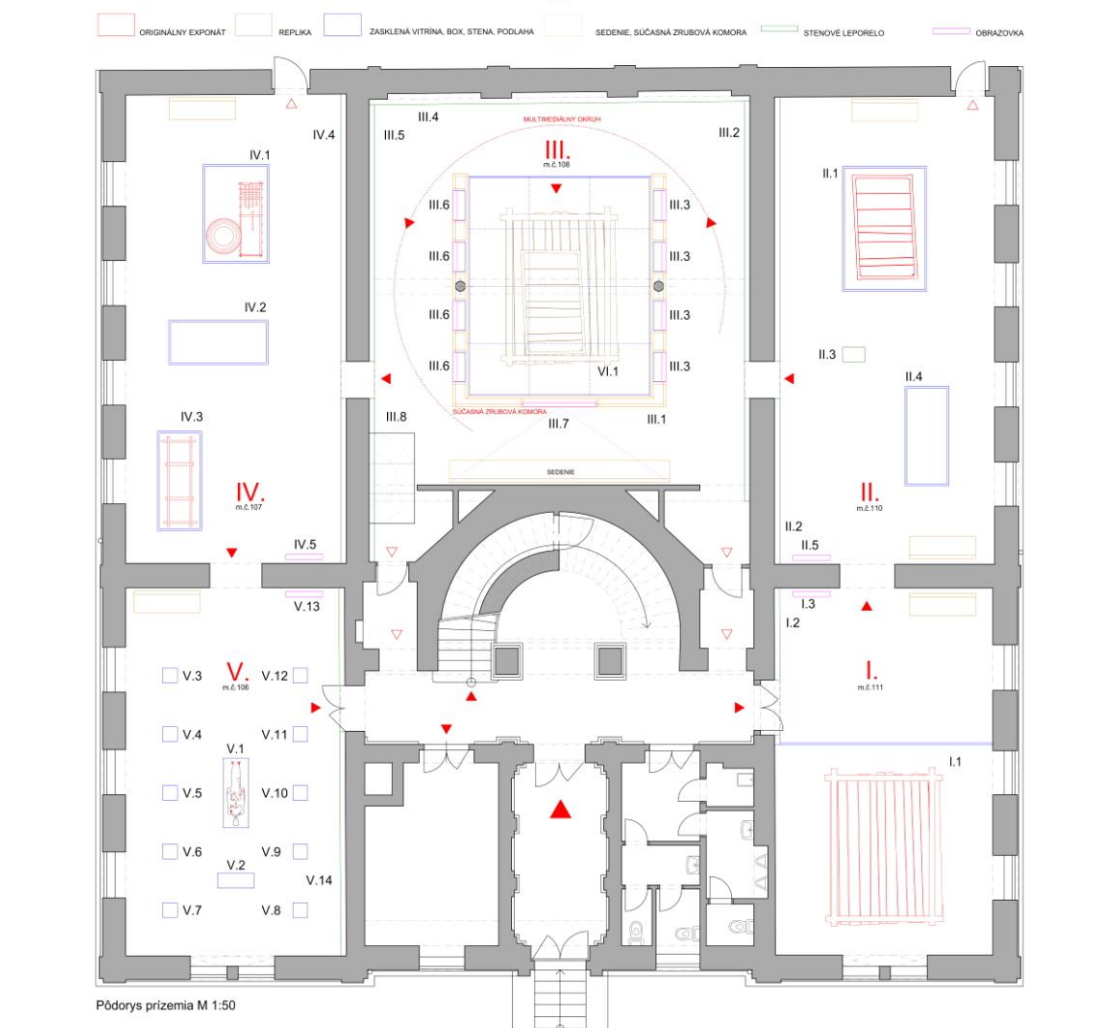 ORIGINÁLNY EXPONÁT
REPLIKA
ZASKLENÁ VITRÍNA, BOX, STENA, PODLAHA
SEDENIE, SÚČASNÁ ZRUBOVÁ KOMORA
STENOVÉ LEPORELO
OBRAZOVKA
III.4
MULTIMEDIÁLNY OKRUH
IV.4
III.5
III.2
III.
m.č.108
IV.1
II.1
III.6
III.3
III.6
III.3
IV.2
III.6
III.3
II.3
III.6
III.3
VI.1
II.4
SÚČASNÁ ZRUBOVÁ KOMORA
IV.3
III.8
III.7
III.1
SEDENIE
IV.
m.č.107
II.
m.č.110
II.2
IV.5
II.5
V.13
I.3
I.2
V.3
V.
m.č.106
V.12
I.
m.č.111
V.4
V.11
V.1
I.1
V.5
V.10
V.6
V.9
V.2
V.14
V.7
V.8
Pôdorys prízemia M 1:50